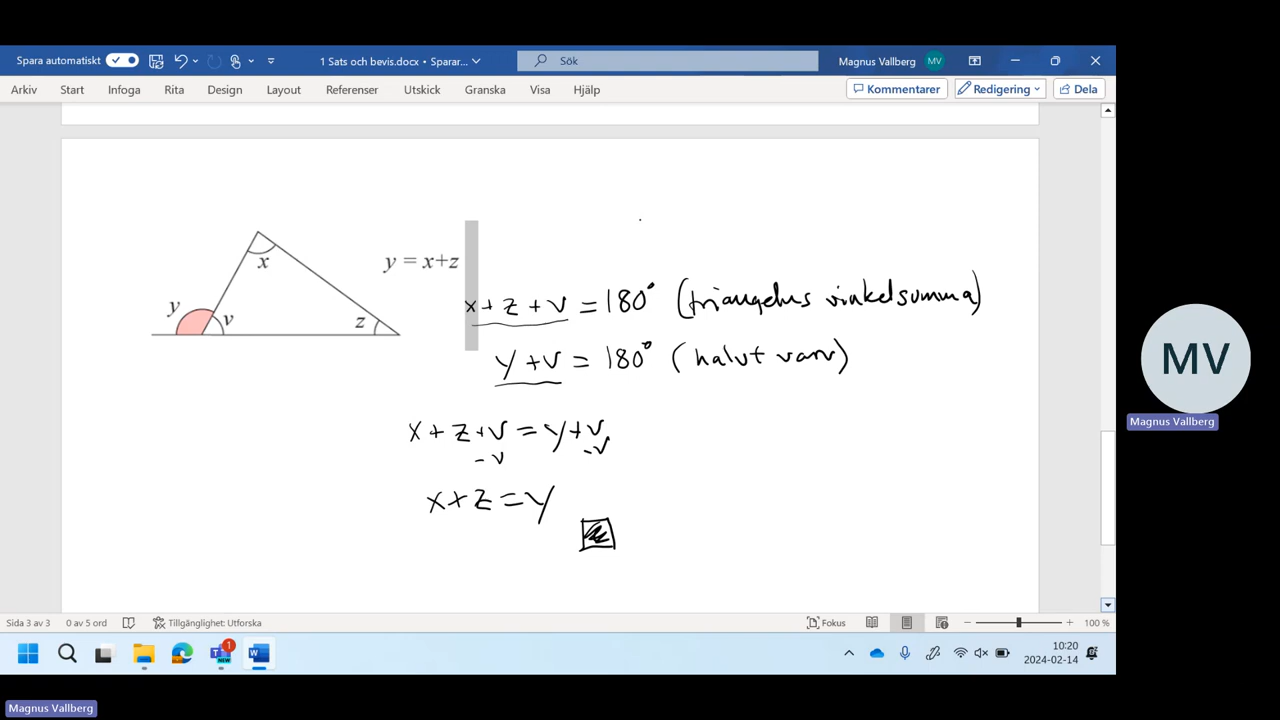 Spara automatiskt
1 Sats och bevis.docx • Sparar...
Sök
Magnus Vallberg MV
Arkiv Start Infoga Rita Design Layout Referenser Utskick Granska Visa Hjälp
Kommentarer Redigering Dela
x
y = x+z
y
v
z
x + z + v = 180° (triangelns vinkelsumma)
y + v = 180° (halvt varv)
x + z + v = y + v
- v - v
x + z = y
MV
Magnus Vallberg
Sida 3 av 3 0 av 5 ord Tillgänglighet: Utforska
Fokus 100 %
1
NEW
10:20
2024-02-14
Magnus Vallberg